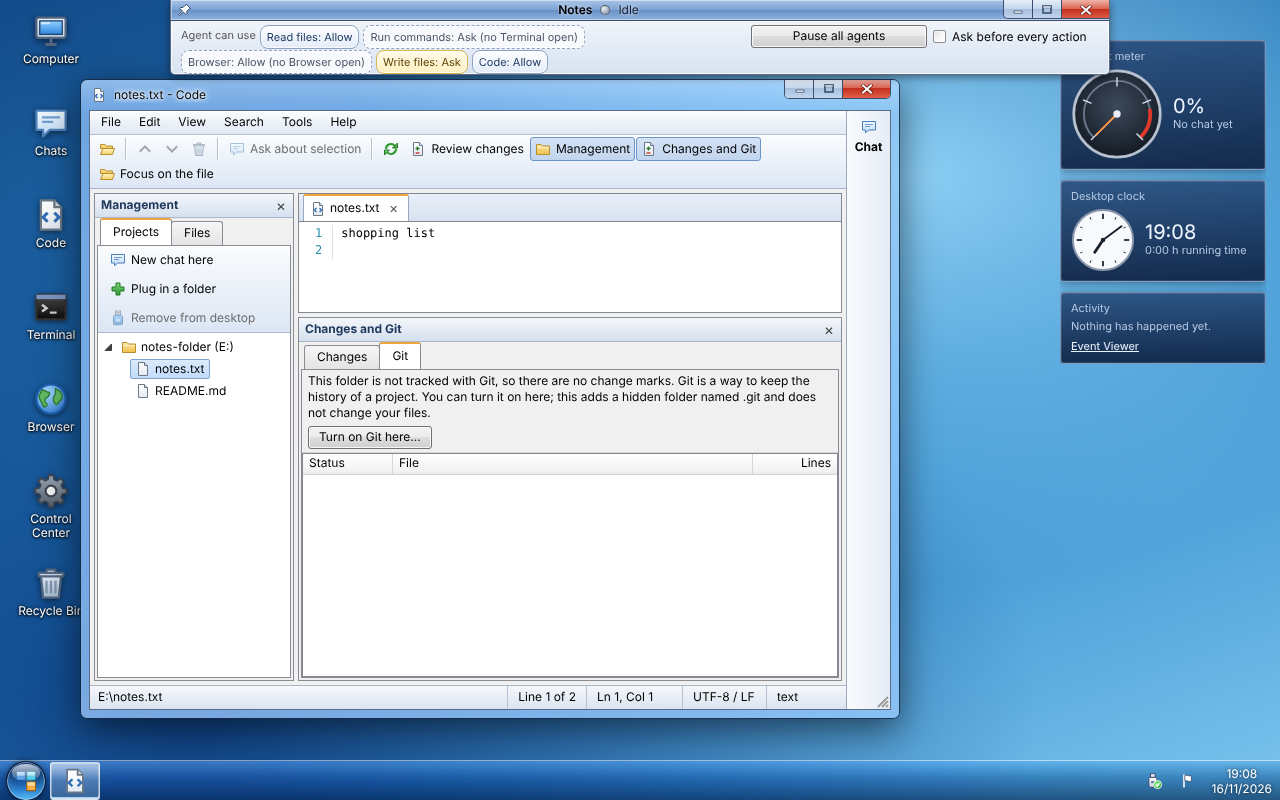 Notes Idle
Agent can use Read files: Allow Run commands: Ask (no Terminal open)
Browser: Allow (no Browser open) Write files: Ask Code: Allow
Pause all agents Ask before every action
Computer
Chats
Code
Terminal
Browser
Control
Center
Recycle Bin
notes.txt - Code
File Edit View Search Tools Help
Ask about selection Review changes Management Changes and Git
Focus on the file
Chat
Management
Projects Files
New chat here
Plug in a folder
Remove from desktop
notes-folder (E:)
notes.txt
README.md
notes.txt
1 shopping list
2
Changes and Git
Changes Git
This folder is not tracked with Git, so there are no change marks. Git is a way to keep the
history of a project. You can turn it on here; this adds a hidden folder named .git and does
not change your files.
Turn on Git here...
Status File Lines
E:\notes.txt Line 1 of 2 Ln 1, Col 1 UTF-8 / LF text
meter
0%
No chat yet
Desktop clock
19:08
0:00 h running time
Activity
Nothing has happened yet.
Event Viewer
19:08
16/11/2026